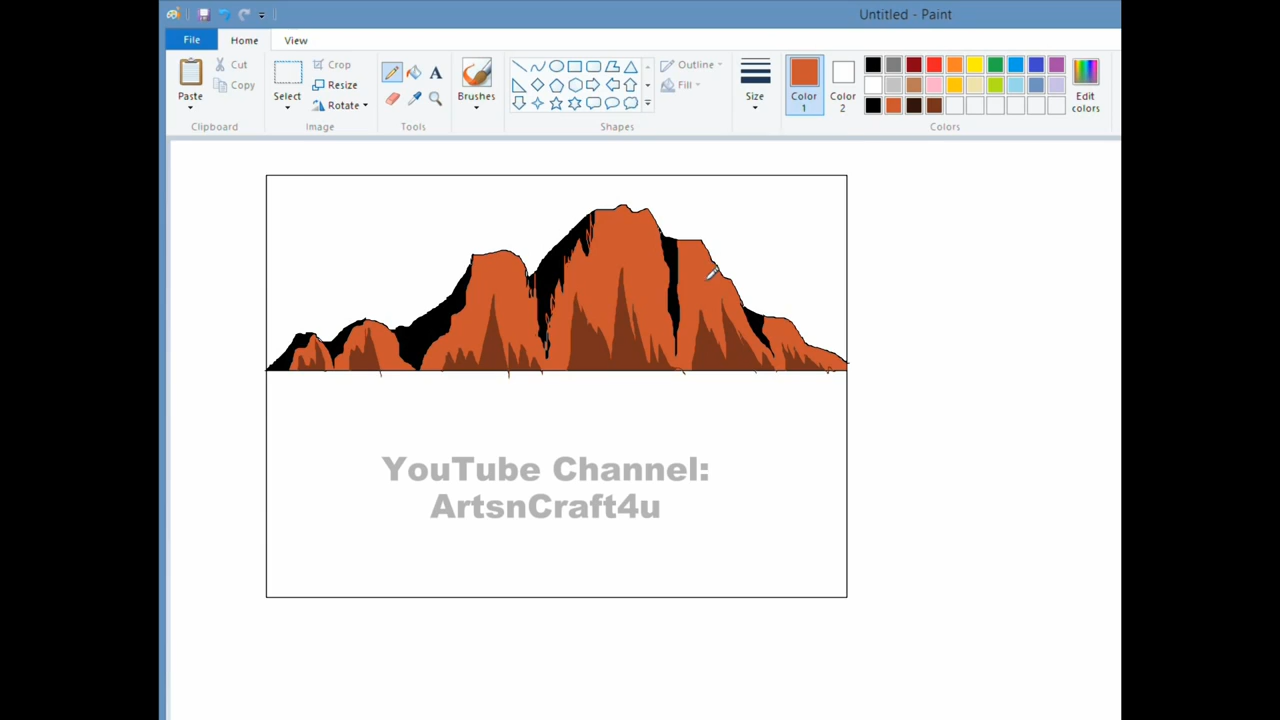 Untitled - Paint
File Home View
Paste Cut Copy Select Crop Resize Rotate A Brushes Outline Fill Size Color 1 Color 2 Edit colors
Clipboard Image Tools Shapes Colors
YouTube Channel:
ArtsnCraft4u